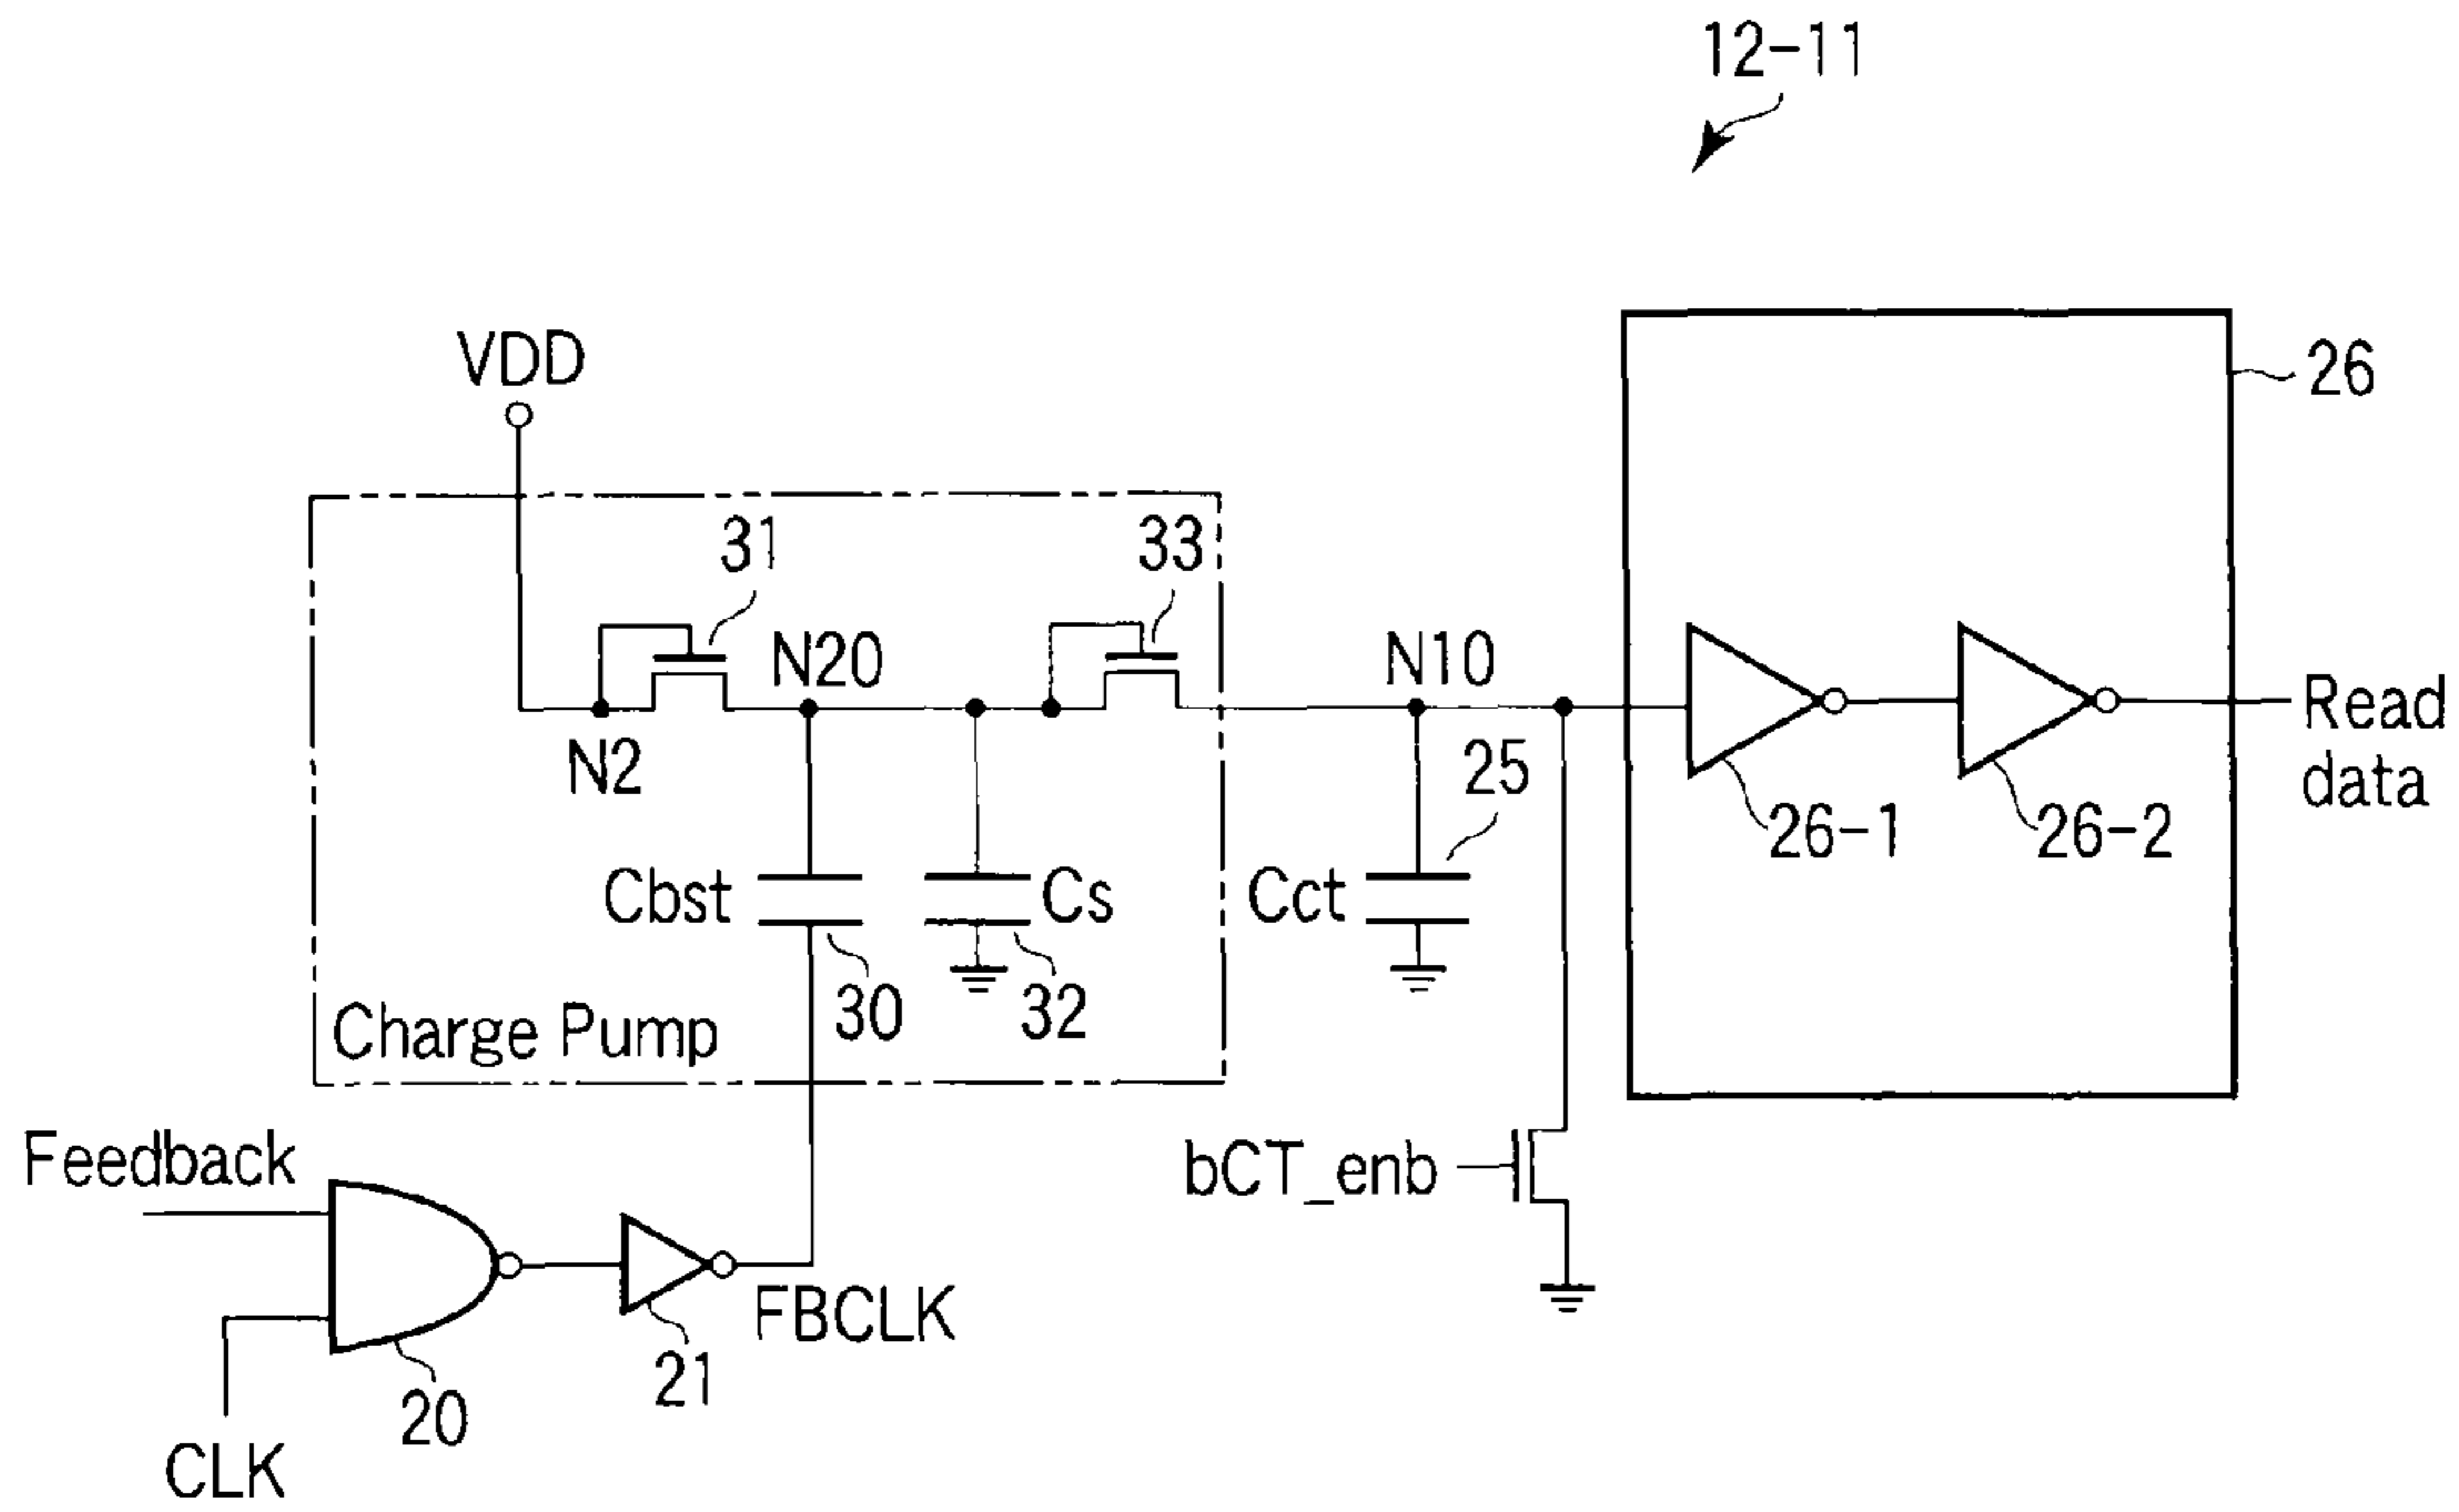 12-11
VDD
26
31
33
N20
N10
N2
25
Read
data
26-1
26-2
Cbst
Cs
Cct
30
32
Charge Pump
Feedback
bCT_enb
FBCLK
21
20
CLK